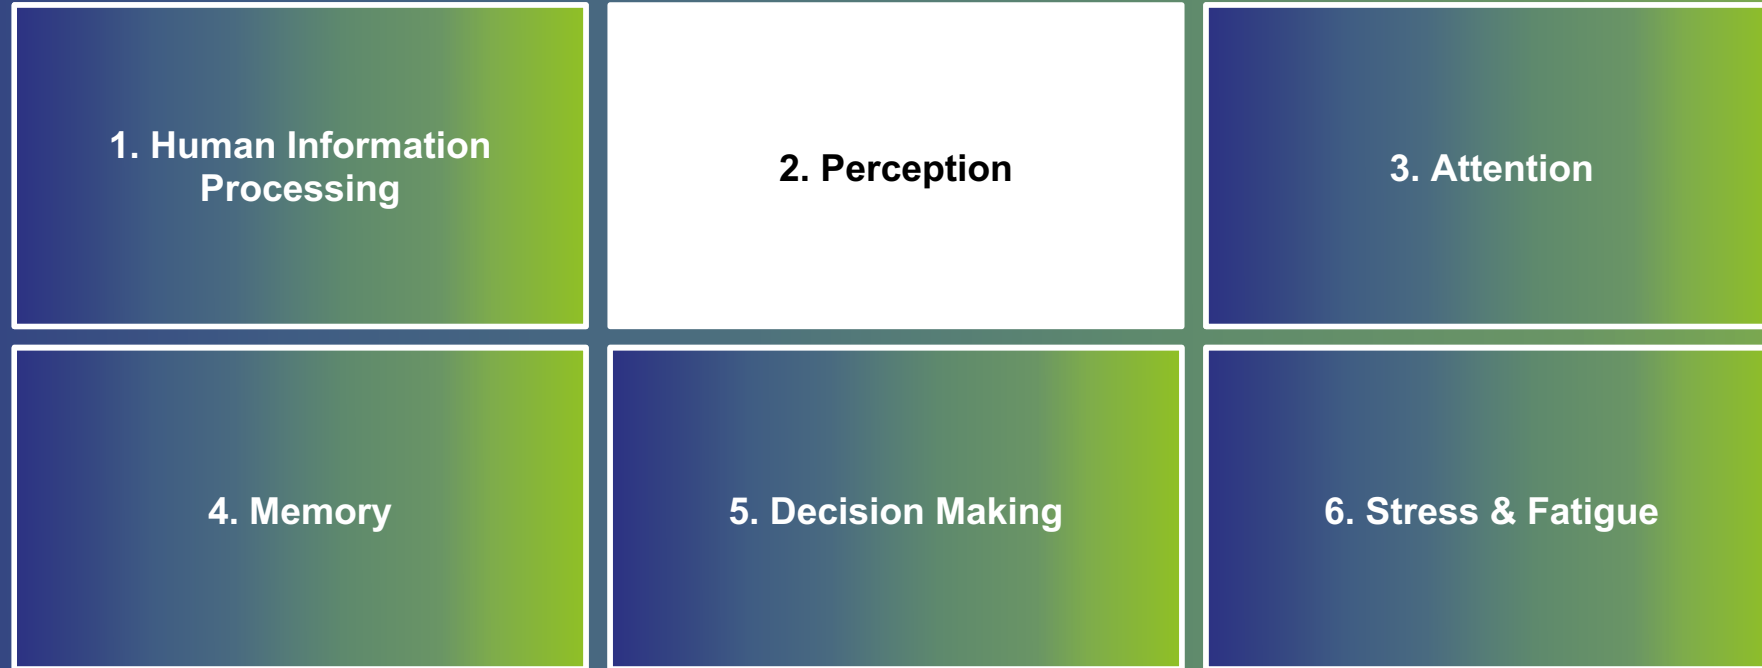 1. Human Information
Processing
2. Perception
3. Attention
4. Memory
5. Decision Making
6. Stress & Fatigue